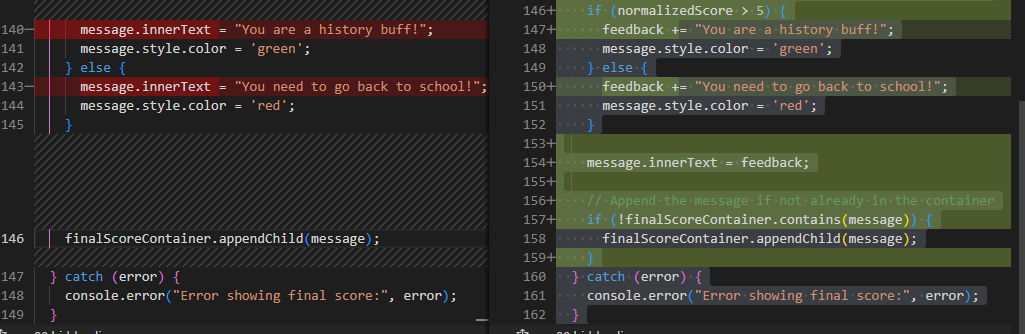 140- message.innerText = "You are a history buff!";
141 message.style.color = 'green';
142 } else {
143- message.innerText = "You need to go back to school!";
144 message.style.color = 'red';
145 }
146 finalScoreContainer.appendChild(message);
147 } catch (error) {
148 console.error("Error showing final score:", error);
149 }
146+ if (normalizedScore > 5) {
147+ feedback += "You are a history buff!";
148 message.style.color = 'green';
149 } else {
150+ feedback += "You need to go back to school!";
151 message.style.color = 'red';
152 }
153+
154+ message.innerText = feedback;
155+
156+ // Append the message if not already in the container
157+ if (!finalScoreContainer.contains(message)) {
158 finalScoreContainer.appendChild(message);
159+ }
160 } catch (error) {
161 console.error("Error showing final score:", error);
162 }